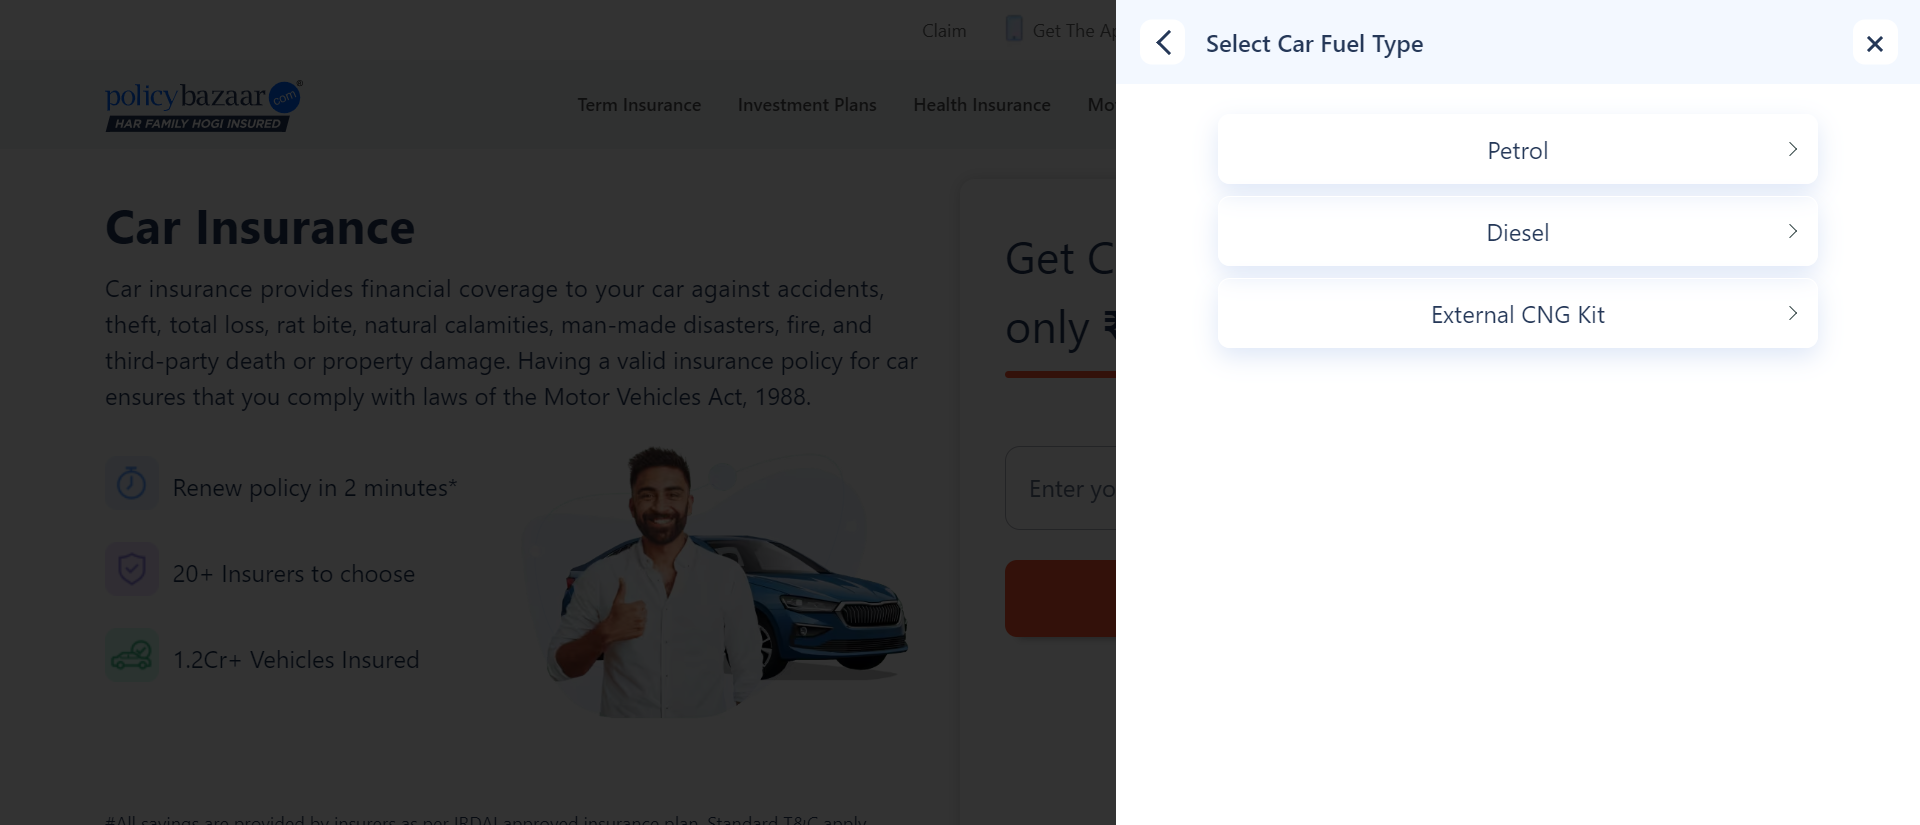 Claim
Get The Ap
policybazaar.com®
HAR FAMILY HOGI INSURED
Term Insurance
Investment Plans
Health Insurance
Mo
Car Insurance
Car insurance provides financial coverage to your car against accidents,
theft, total loss, rat bite, natural calamities, man-made disasters, fire, and
third-party death or property damage. Having a valid insurance policy for car
ensures that you comply with laws of the Motor Vehicles Act, 1988.
Renew policy in 2 minutes*
20+ Insurers to choose
1.2Cr+ Vehicles Insured
#All savings are provided by insurers as per IRDAI approved insurance plan. Standard T&C apply
Get C
only ₹
Enter yo
Select Car Fuel Type
Petrol
Diesel
External CNG Kit